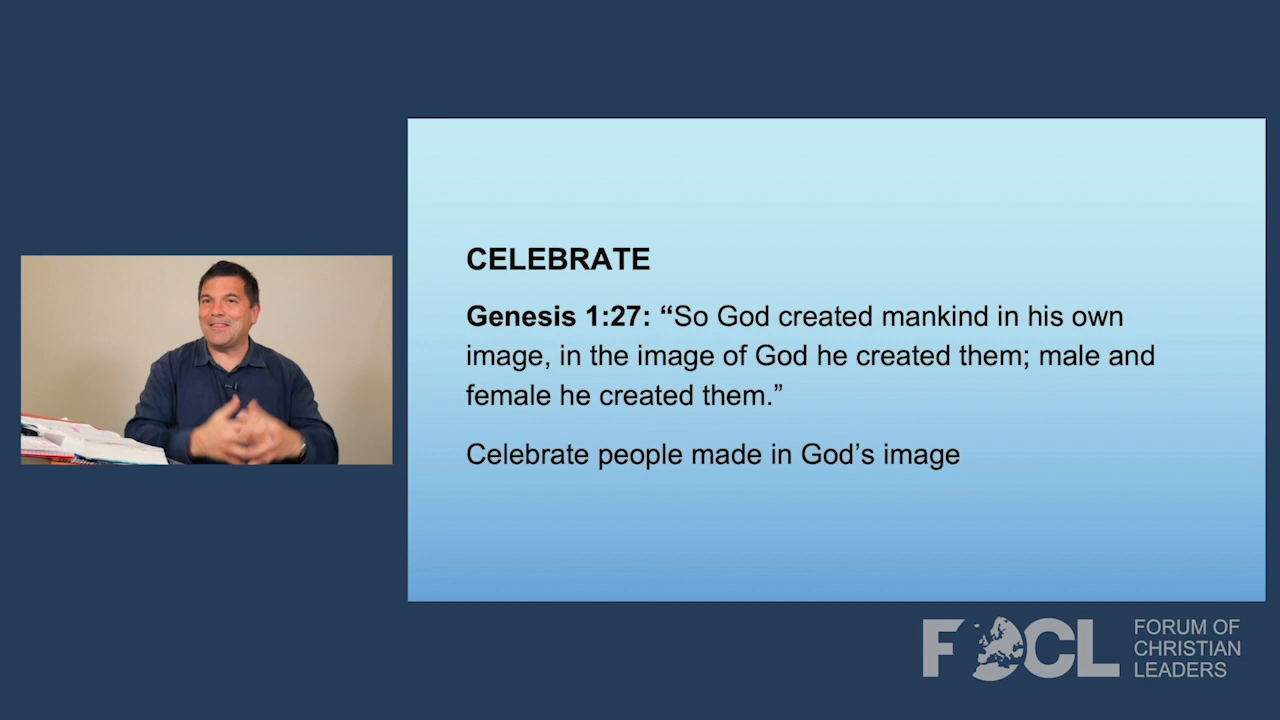 CELEBRATE
Genesis 1:27: “So God created mankind in his own
image, in the image of God he created them; male and
female he created them.”
Celebrate people made in God’s image
FOCL
FORUM OF
CHRISTIAN
LEADERS